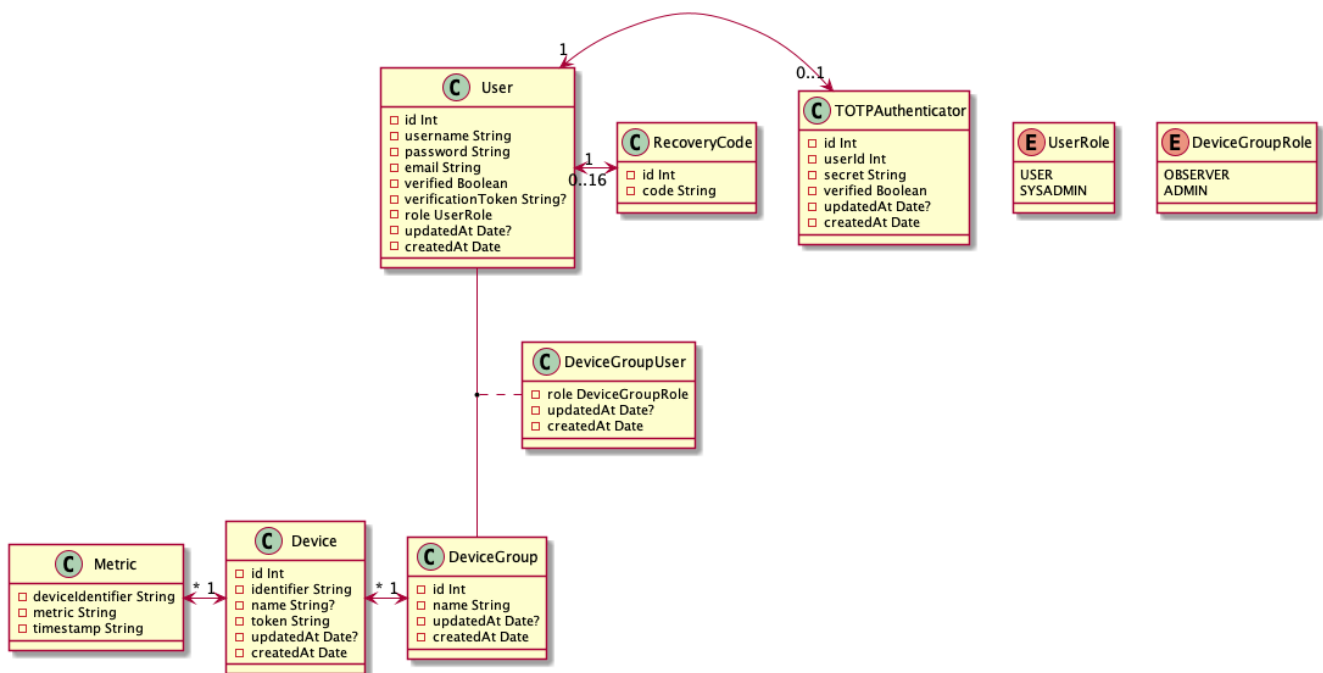 1
0..1
C User
id Int
username String
password String
email String
verified Boolean
verificationToken String?
role UserRole
updatedAt Date?
createdAt Date
1
0..16
C RecoveryCode
id Int
code String
C TOTPAuthenticator
id Int
userId Int
secret String
verified Boolean
updatedAt Date?
createdAt Date
E UserRole
USER
SYSADMIN
E DeviceGroupRole
OBSERVER
ADMIN
C DeviceGroupUser
role DeviceGroupRole
updatedAt Date?
createdAt Date
C Metric
deviceIdentifier String
metric String
timestamp String
* 1
C Device
id Int
identifier String
name String?
token String
updatedAt Date?
createdAt Date
* 1
C DeviceGroup
id Int
name String
updatedAt Date?
createdAt Date